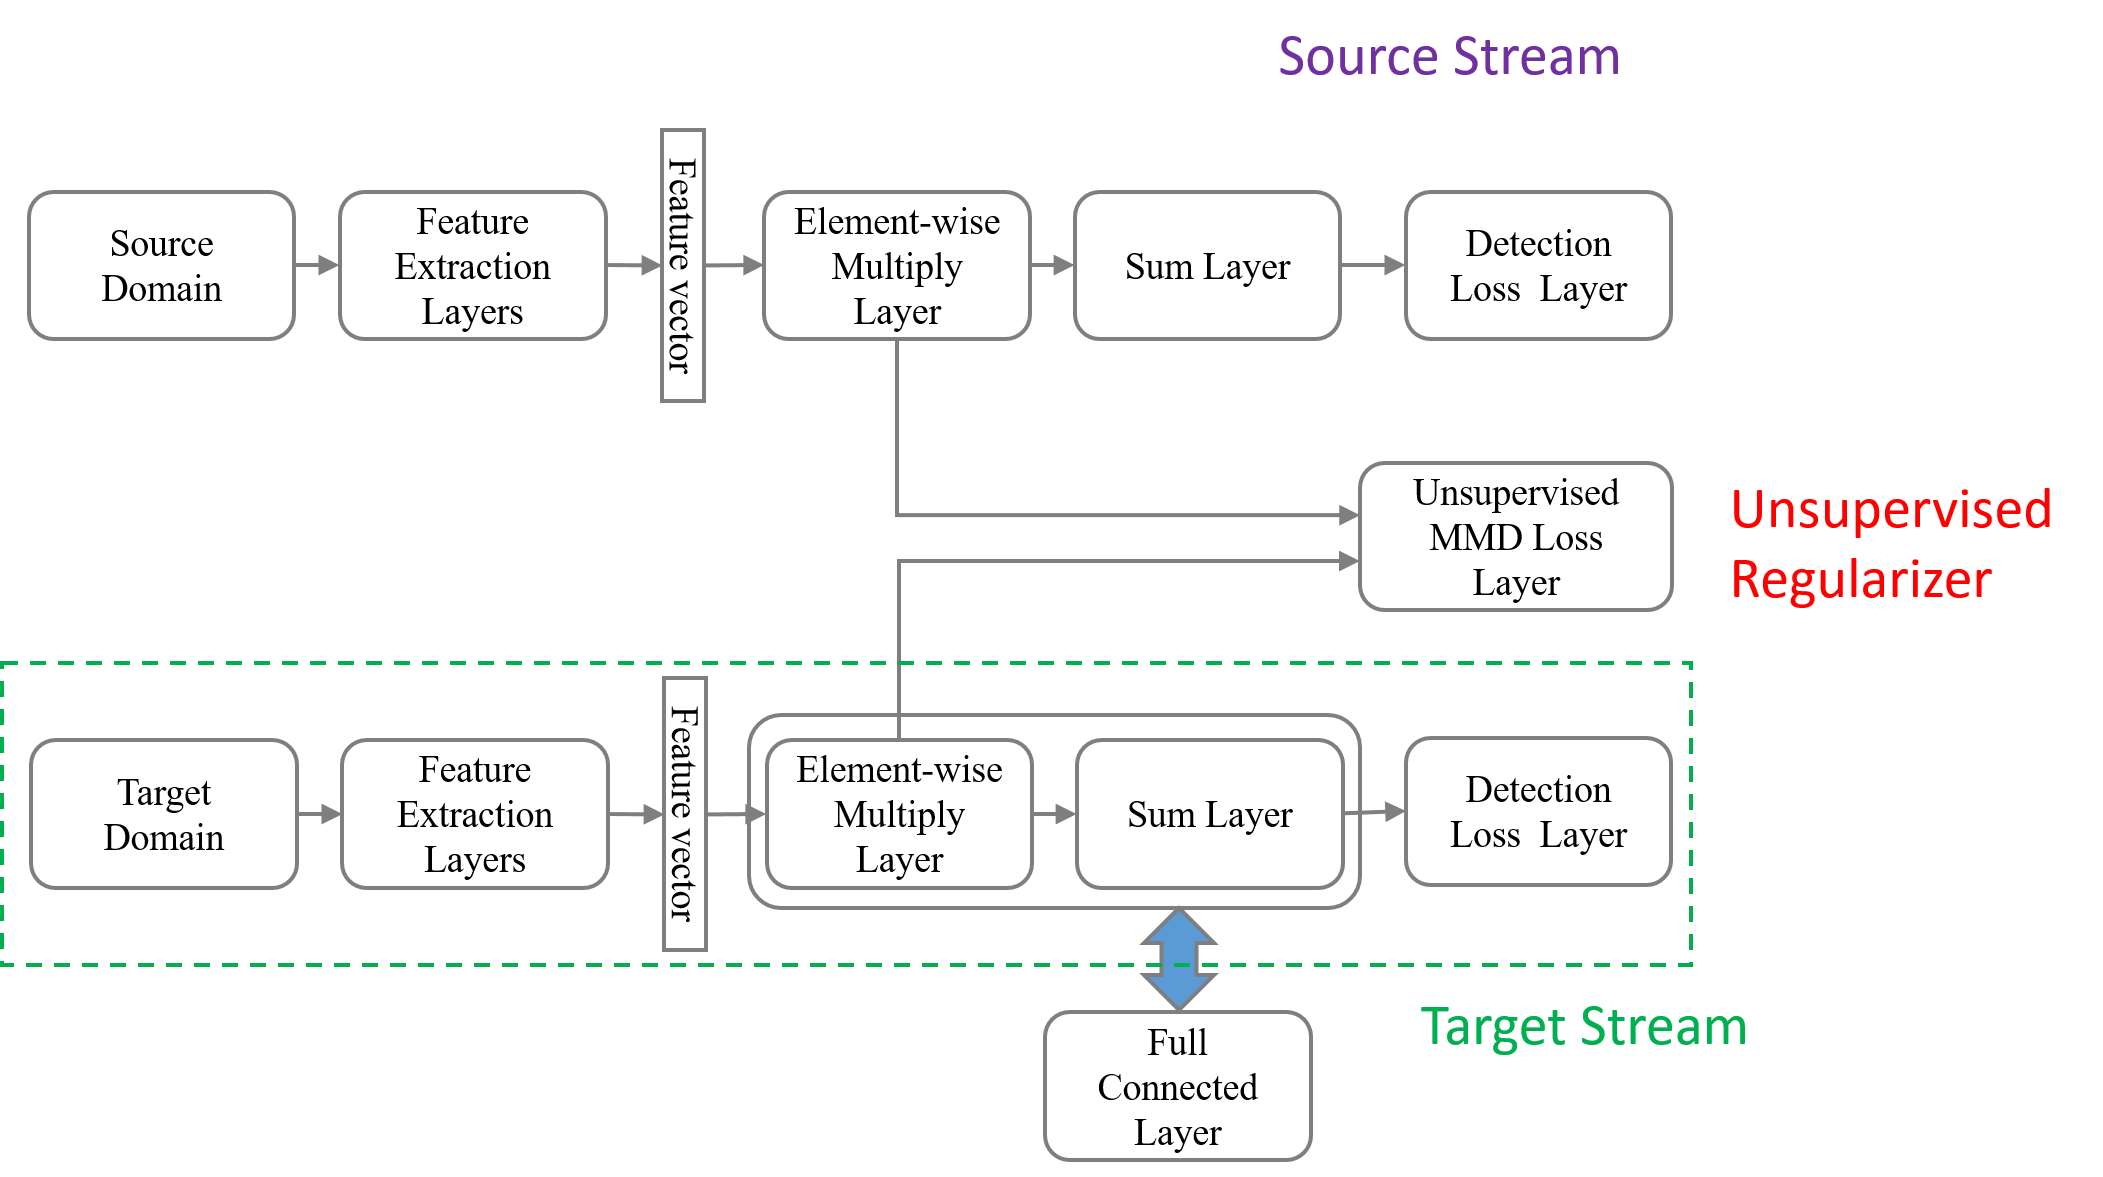 Source Stream
Source
Domain
Feature
Extraction
Layers
Feature vector
Element-wise
Multiply
Layer
Sum Layer
Detection
Loss Layer
Unsupervised
MMD Loss
Layer
Unsupervised
Regularizer
Target
Domain
Feature
Extraction
Layers
Feature vector
Element-wise
Multiply
Layer
Sum Layer
Detection
Loss Layer
Target Stream
Full
Connected
Layer